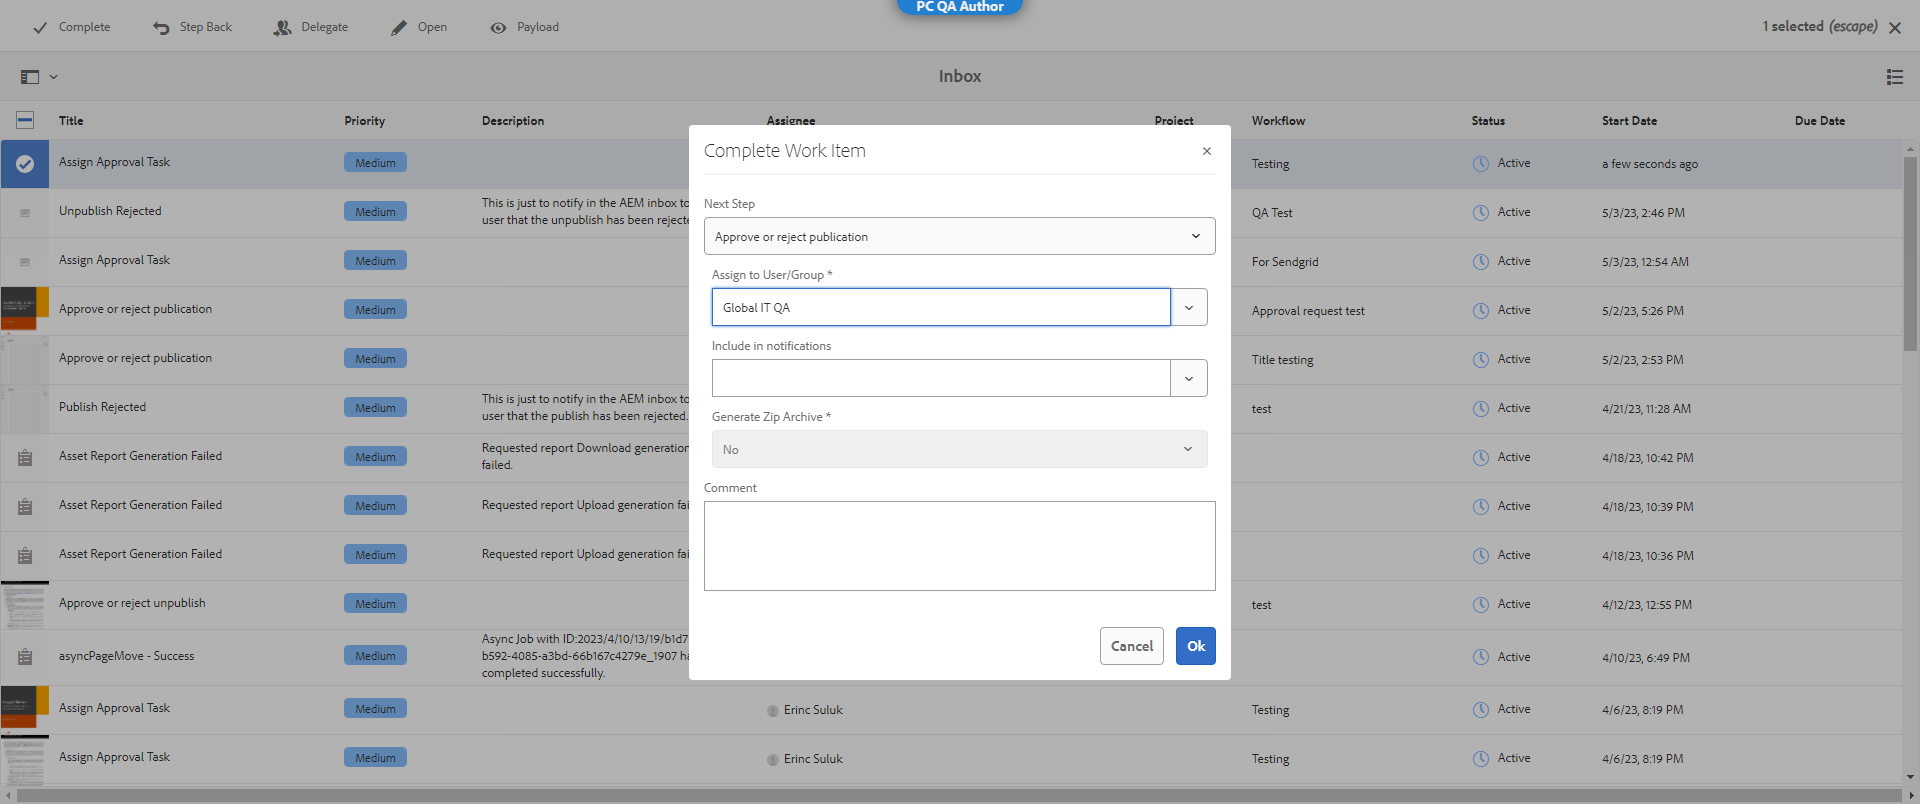 PC QA Author
Complete Step Back Delegate Open Payload 1 selected (escape)
Inbox
Title Priority Description Assignee Project Workflow Status Start Date Due Date
Assign Approval Task Medium Testing Active a few seconds ago
Unpublish Rejected Medium This is just to notify in the AEM inbox to
user that the unpublish has been rejecte QA Test Active 5/3/23, 2:46 PM
Assign Approval Task Medium For Sendgrid Active 5/3/23, 12:54 AM
Approve or reject publication Medium Approval request test Active 5/2/23, 5:26 PM
Approve or reject publication Medium Title testing Active 5/2/23, 2:53 PM
Publish Rejected Medium This is just to notify in the AEM inbox to
user that the publish has been rejected. test Active 4/21/23, 11:28 AM
Asset Report Generation Failed Medium Requested report Download generation
failed. Active 4/18/23, 10:42 PM
Asset Report Generation Failed Medium Requested report Upload generation fai Active 4/18/23, 10:39 PM
Asset Report Generation Failed Medium Requested report Upload generation fai Active 4/18/23, 10:36 PM
Approve or reject unpublish Medium test Active 4/12/23, 12:55 PM
asyncPageMove - Success Medium Async Job with ID:2023/4/10/13/19/b1d7
b592-4085-a3bd-66b167c4279e_1907 ha
completed successfully. Active 4/10/23, 6:49 PM
Assign Approval Task Medium Erinc Suluk Testing Active 4/6/23, 8:19 PM
Assign Approval Task Medium Erinc Suluk Testing Active 4/6/23, 8:19 PM
Complete Work Item
Next Step
Approve or reject publication
Assign to User/Group *
Global IT QA
Include in notifications
Generate Zip Archive *
No
Comment
Cancel Ok